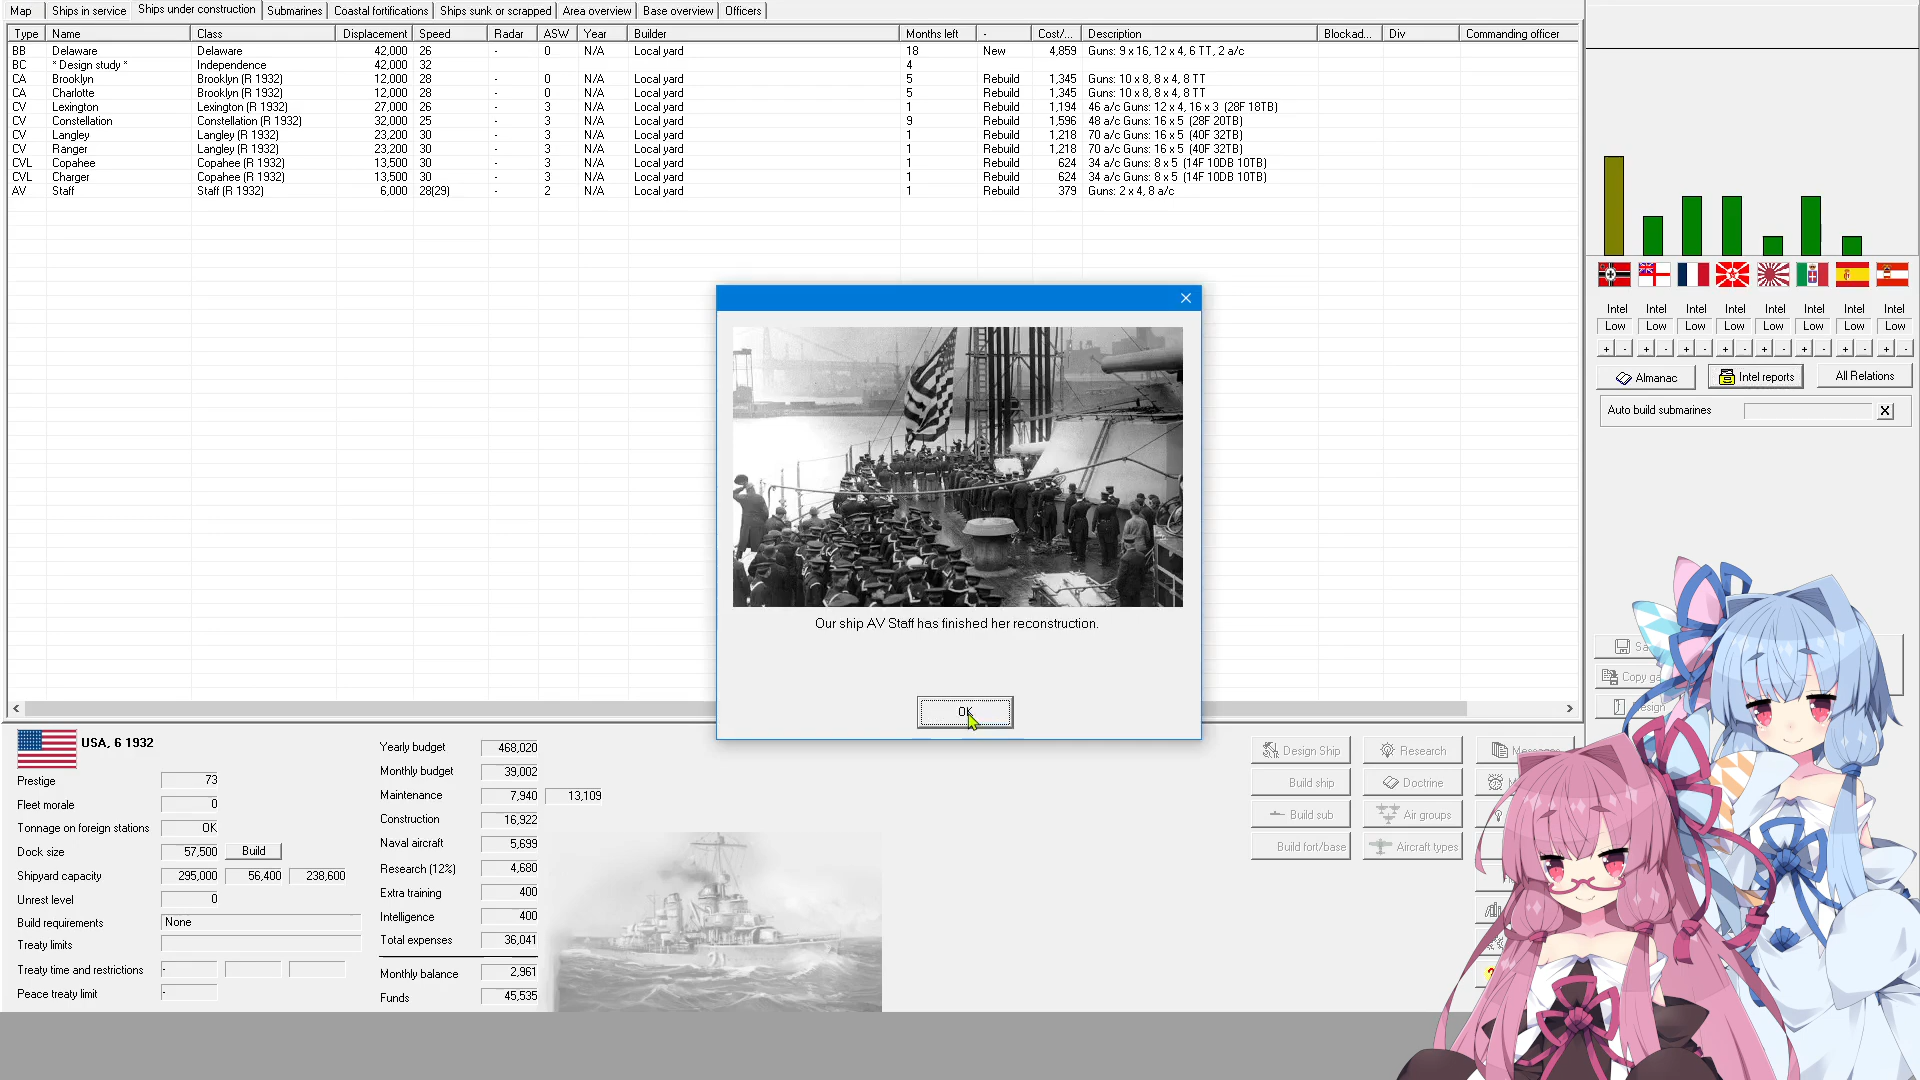 Map Ships in service Ships under construction Submarines Coastal fortifications Ships sunk or scrapped Area overview Base overview Officers
Type Name Class Displacement Speed Radar ASW Year Builder Months left - Cost/... Description Blockad... Div Commanding officer
BB Delaware Delaware 42,000 26 - 0 N/A Local yard 18 New 4,859 Guns: 9 x 16, 12 x 4, 6 TT, 2 a/c
BC * Design study * Independence 42,000 32 4
CA Brooklyn Brooklyn (R 1932) 12,000 28 - 0 N/A Local yard 5 Rebuild 1,345 Guns: 10 x 8, 8 x 4, 8 TT
CA Charlotte Brooklyn (R 1932) 12,000 28 - 0 N/A Local yard 5 Rebuild 1,345 Guns: 10 x 8, 8 x 4, 8 TT
CV Lexington Lexington (R 1932) 27,000 26 - 3 N/A Local yard 1 Rebuild 1,194 46 a/c Guns: 12 x 4, 16 x 3 (28F 18TB)
CV Constellation Constellation (R 1932) 32,000 25 - 3 N/A Local yard 9 Rebuild 1,596 48 a/c Guns: 16 x 5 (28F 20TB)
CV Langley Langley (R 1932) 23,200 30 - 3 N/A Local yard 1 Rebuild 1,218 70 a/c Guns: 16 x 5 (40F 32TB)
CV Ranger Langley (R 1932) 23,200 30 - 3 N/A Local yard 1 Rebuild 1,218 70 a/c Guns: 16 x 5 (40F 32TB)
CVL Copahee Copahee (R 1932) 13,500 30 - 3 N/A Local yard 1 Rebuild 624 34 a/c Guns: 8 x 5 (14F 10DB 10TB)
CVL Charger Copahee (R 1932) 13,500 30 - 3 N/A Local yard 1 Rebuild 624 34 a/c Guns: 8 x 5 (14F 10DB 10TB)
AV Staff Staff (R 1932) 6,000 28(29) - 2 N/A Local yard 1 Rebuild 379 Guns: 2 x 4, 8 a/c
Intel Intel Intel Intel Intel Intel Intel Intel
Low Low Low Low Low Low Low Low
+ - + - + - + - + - + - + - + -
Almanac Intel reports All Relations
Auto build submarines X
Our ship AV Staff has finished her reconstruction.
OK
Copy
USA, 6 1932
Prestige 73
Fleet morale 0
Tonnage on foreign stations OK
Dock size 57,500 Build
Shipyard capacity 295,000 56,400 238,600
Unrest level 0
Build requirements None
Treaty limits
Treaty time and restrictions -
Peace treaty limit -
Yearly budget 468,020
Monthly budget 39,002
Maintenance 7,940 13,109
Construction 16,922
Naval aircraft 5,699
Research (12%) 4,680
Extra training 400
Intelligence 400
Total expenses 36,041
Monthly balance 2,961
Funds 45,535
Design Ship Research
Build ship Doctrine
Build sub Air groups
Build fort/base Aircraft types